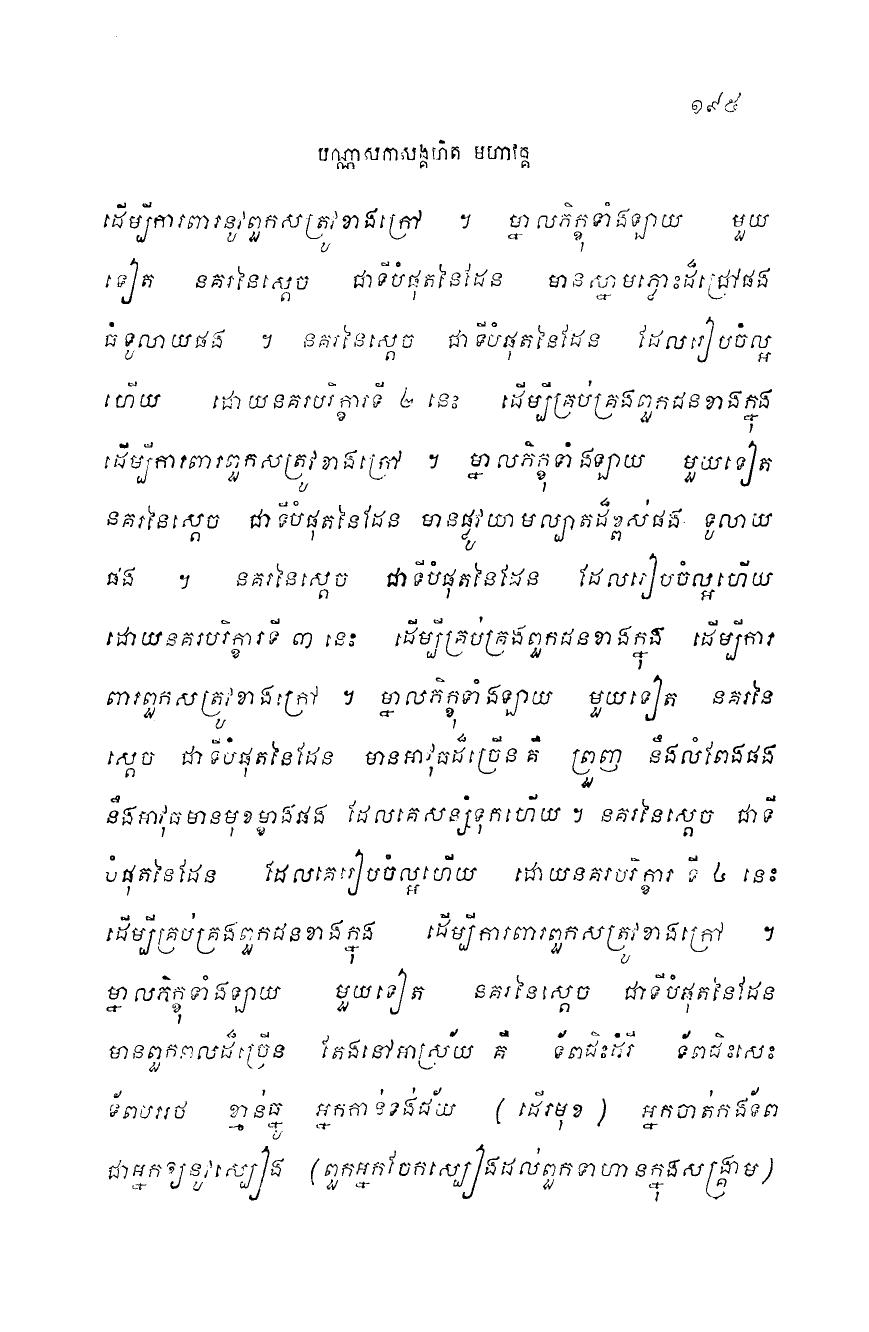 ១៩៥
បណ្ណាសកាសង្គហិត មហាវគ្គ
ដើម្បីការពារនូវពួកសត្រូវខាងក្រៅ ។ ម្នាលភិក្ខុទាំងឡាយ មួយ
ទៀត នគរនៃស្តេច ជាទីបំផុតនៃដែន មានស្នាមភ្លោះដ៏ជ្រៅផង
ធំទូលាយផង ។ នគរនៃស្តេច ជាទីបំផុតនៃដែន ដែលរៀបចំល្អ
ហើយ ដោយនគរបរិក្ខារទី ២ នេះ ដើម្បីគ្រប់គ្រងពួកជនខាងក្នុង
ដើម្បីការពារពួកសត្រូវខាងក្រៅ ។ ម្នាលភិក្ខុទាំងឡាយ មួយទៀត
នគរនៃស្តេច ជាទីបំផុតនៃដែន មានផ្លូវយាមល្បាតដ៏ខ្ពស់ផង ទូលាយ
ផង ។ នគរនៃស្តេច ជាទីបំផុតនៃដែន ដែលរៀបចំល្អហើយ
ដោយនគរបរិក្ខារទី ៣ នេះ ដើម្បីគ្រប់គ្រងពួកជនខាងក្នុង ដើម្បីការ
ពារពួកសត្រូវខាងក្រៅ ។ ម្នាលភិក្ខុទាំងឡាយ មួយទៀត នគរនៃ
ស្តេច ជាទីបំផុតនៃដែន មានអាវុធដ៏ច្រើនគឺ ព្រួញ នឹងលំពែងផង
នឹងអាវុធមានមុខម្ខាងផង ដែលគេសន្សំទុកហើយ ។ នគរនៃស្តេច ជាទី
បំផុតនៃដែន ដែលគេរៀបចំល្អហើយ ដោយនគរបរិក្ខារ ទី ៤ នេះ
ដើម្បីគ្រប់គ្រងពួកជនខាងក្នុង ដើម្បីការពារពួកសត្រូវខាងក្រៅ ។
ម្នាលភិក្ខុទាំងឡាយ មួយទៀត នគរនៃស្តេច ជាទីបំផុតនៃដែន
មានពួកពលដ៏ច្រើន តែងនៅអាស្រ័យ គឺ ទ័ពជិះដំរី ទ័ពជិះសេះ
ទ័ពបររថ ខ្មាន់ធ្នូ អ្នកកាន់ទង់ជ័យ ( ដើរមុខ ) អ្នកចាត់កងទ័ព
ជាអ្នកឱ្យនូវស្បៀង (ពួកអ្នកចែកស្បៀងដល់ពួកទាហានក្នុងសង្គ្រាម)